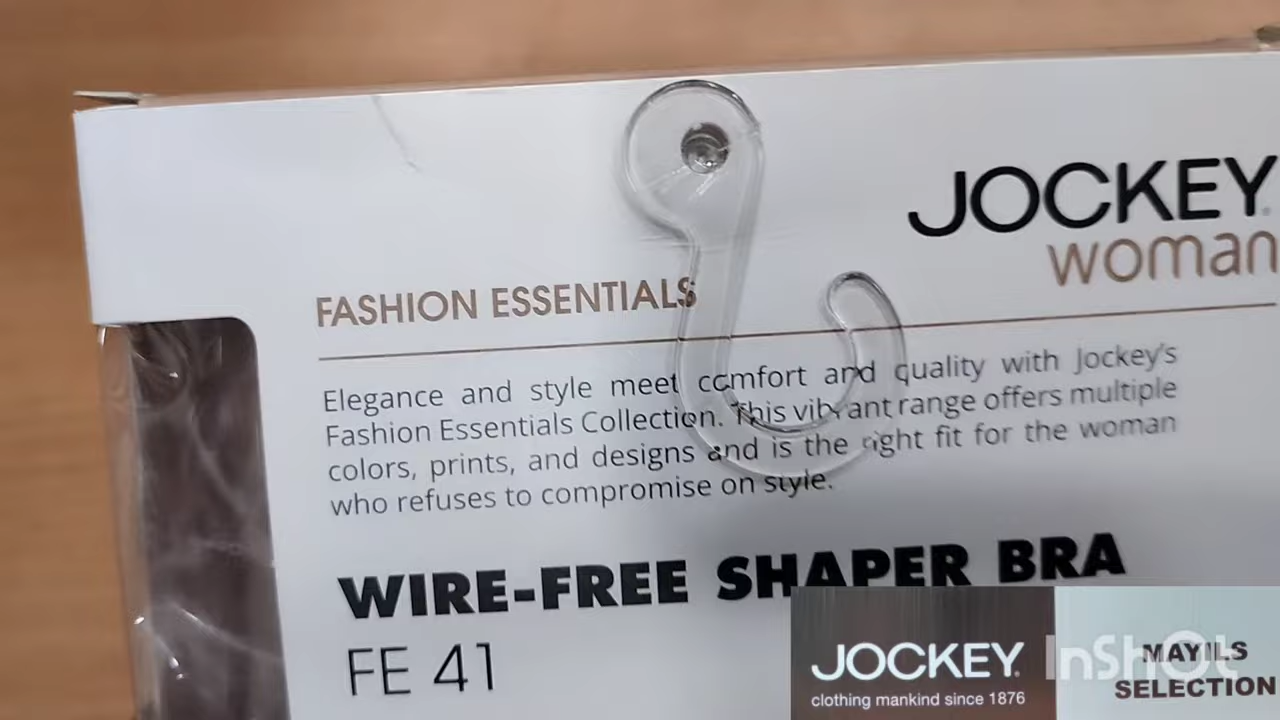 JOCKEY
woman
FASHION ESSENTIALS
Elegance and style meet comfort and quality with Jockey's
Fashion Essentials Collection. This vibrant range offers multiple
colors, prints, and designs and is the right fit for the woman
who refuses to compromise on style.
WIRE-FREE SHAPER BRA
FE 41
JOCKEY
clothing mankind since 1876
InShOt
MAYILS
SELECTION